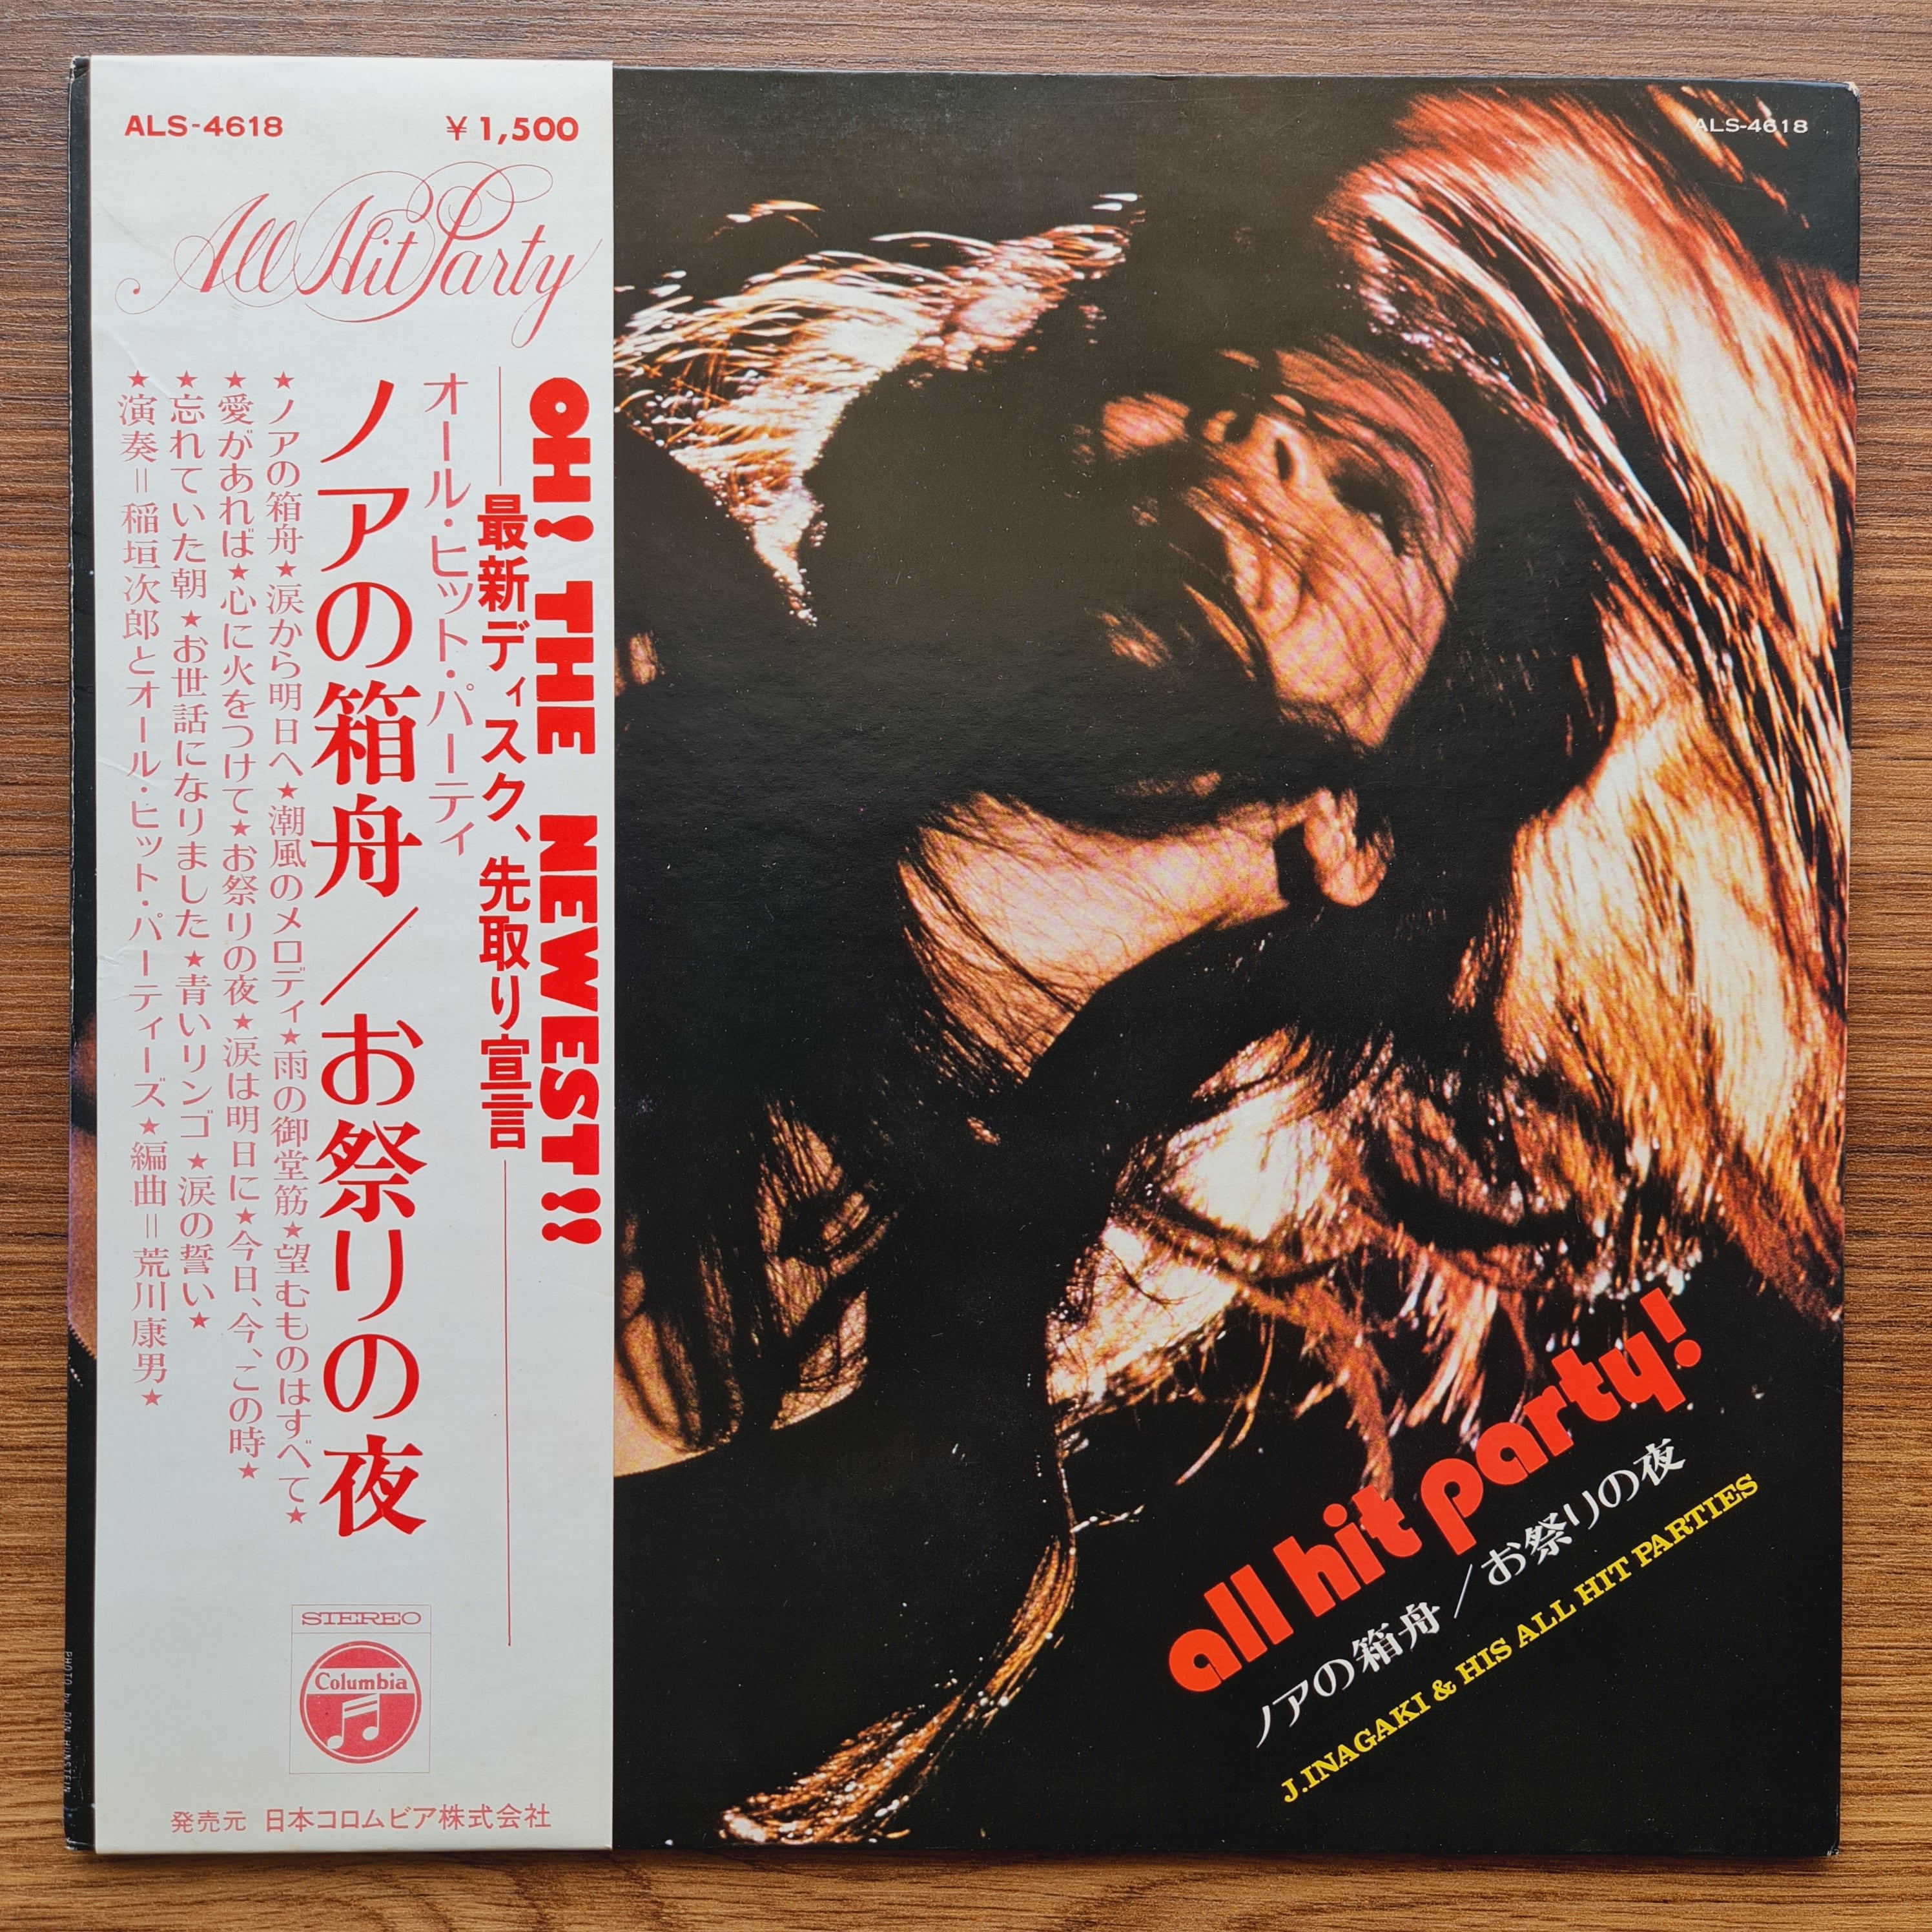 ALS-4618
¥1,500
All Hit Party
OH! THE NEWEST!!
最新ディスク、先取り宣言
オール・ヒット・パーティ
ノアの箱舟/お祭りの夜
★ノアの箱舟★涙から明日へ★潮風のメロディ★雨の御堂筋★望むものはすべて★
★愛があれば★心に火をつけて★お祭りの夜★涙は明日に★今日、今、この時★
★忘れていた朝★お世話になりました★青いリンゴ★涙の誓い★
★演奏=稲垣次郎とオール・ヒット・パーティーズ★編曲=荒川康男★
STEREO
Columbia
発売元 日本コロムビア株式会社
PHOTO by DON HUNSTEIN
ALS-4618
all hit party!
ノアの箱舟/お祭りの夜
J.INAGAKI & HIS ALL HIT PARTIES